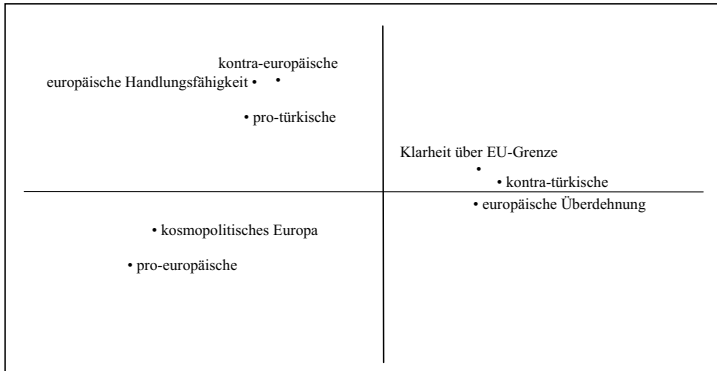 kontra-europäische
europäische Handlungsfähigkeit •
• pro-türkische
Klarheit über EU-Grenze
• kontra-türkische
• europäische Überdehnung
• kosmopolitisches Europa
• pro-europäische